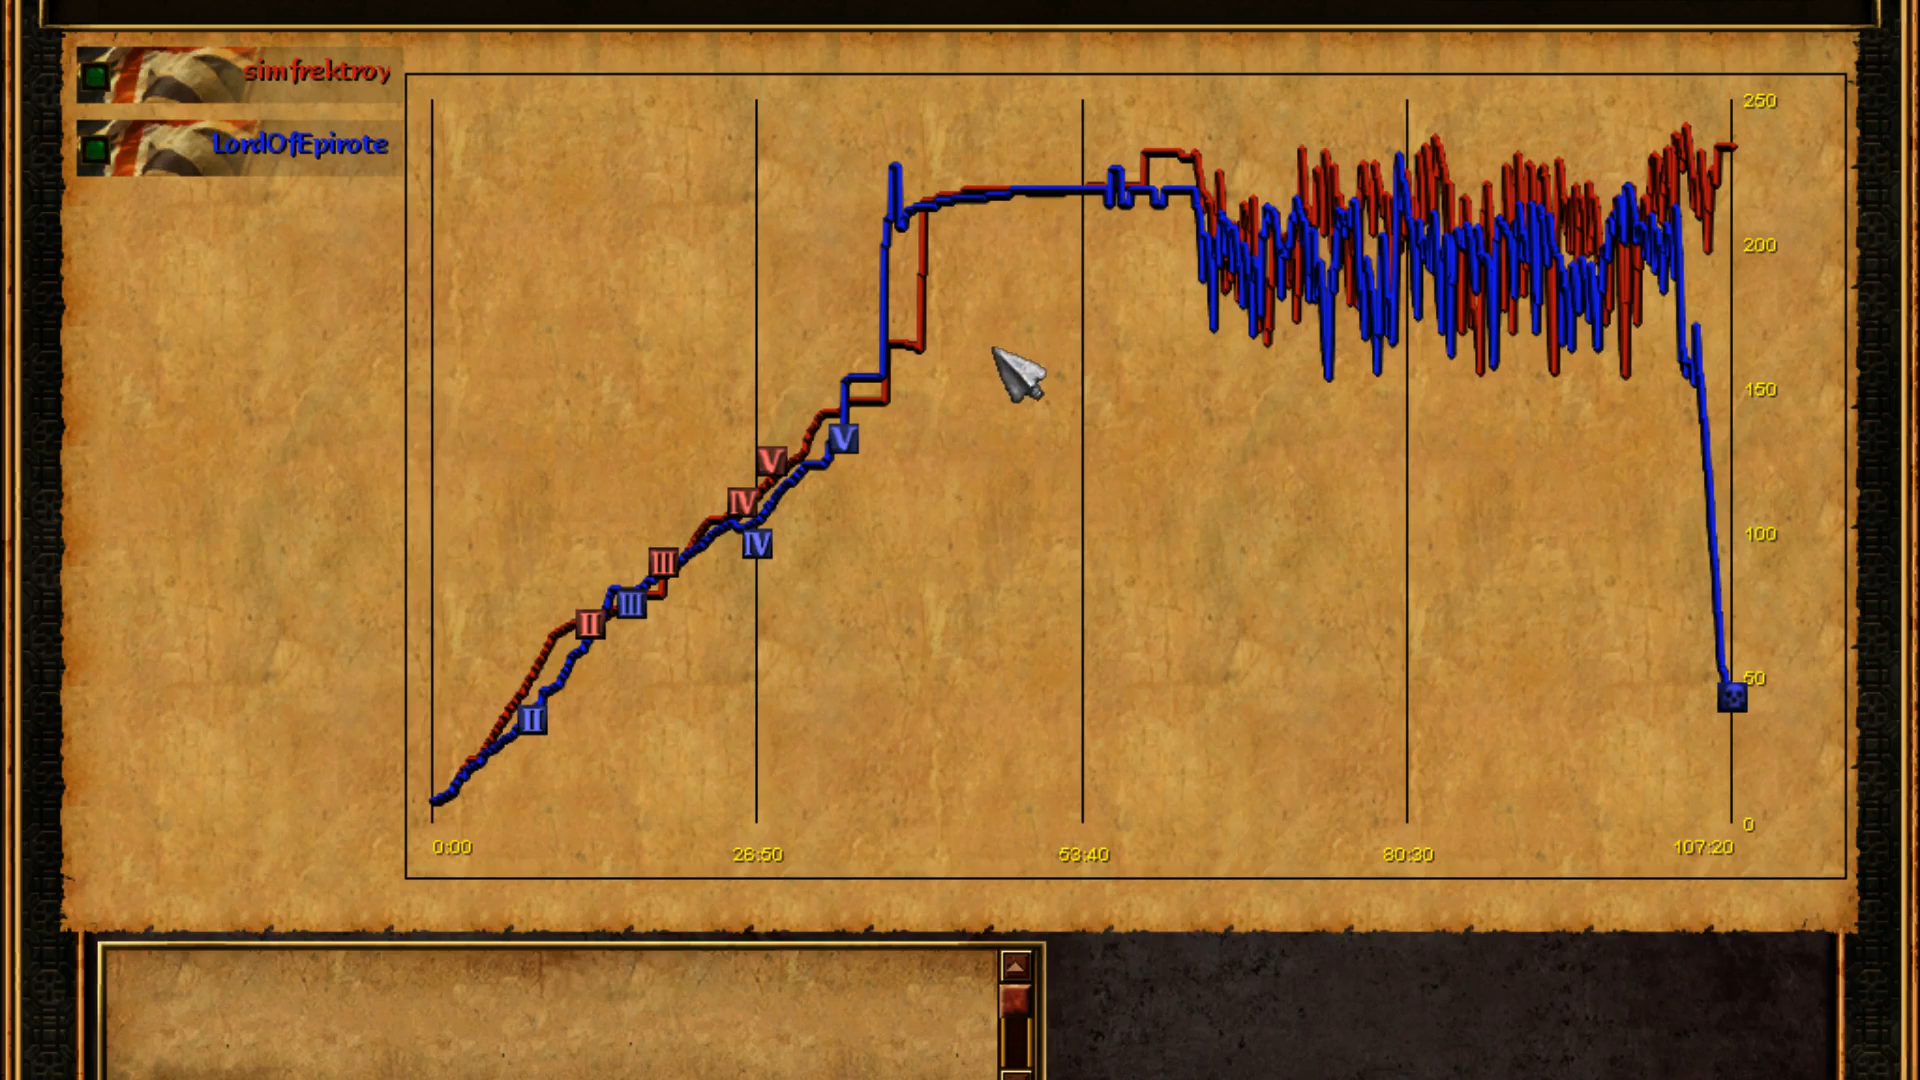 simfrektroy
LordOfEpirote
250
200
150
100
50
0
V
V
IV
IV
III
III
II
II
0:00
26:50
53:40
80:30
107:20